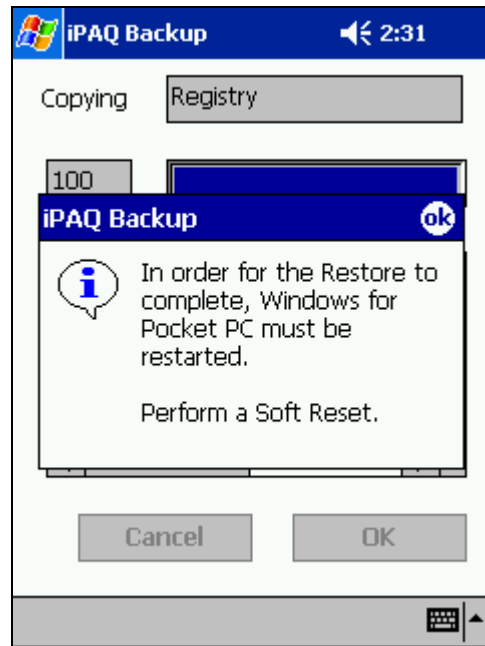 iPAQ Backup 2:31
Copying Registry
100
iPAQ Backup ok
In order for the Restore to
complete, Windows for
Pocket PC must be
restarted.
Perform a Soft Reset.
Cancel OK